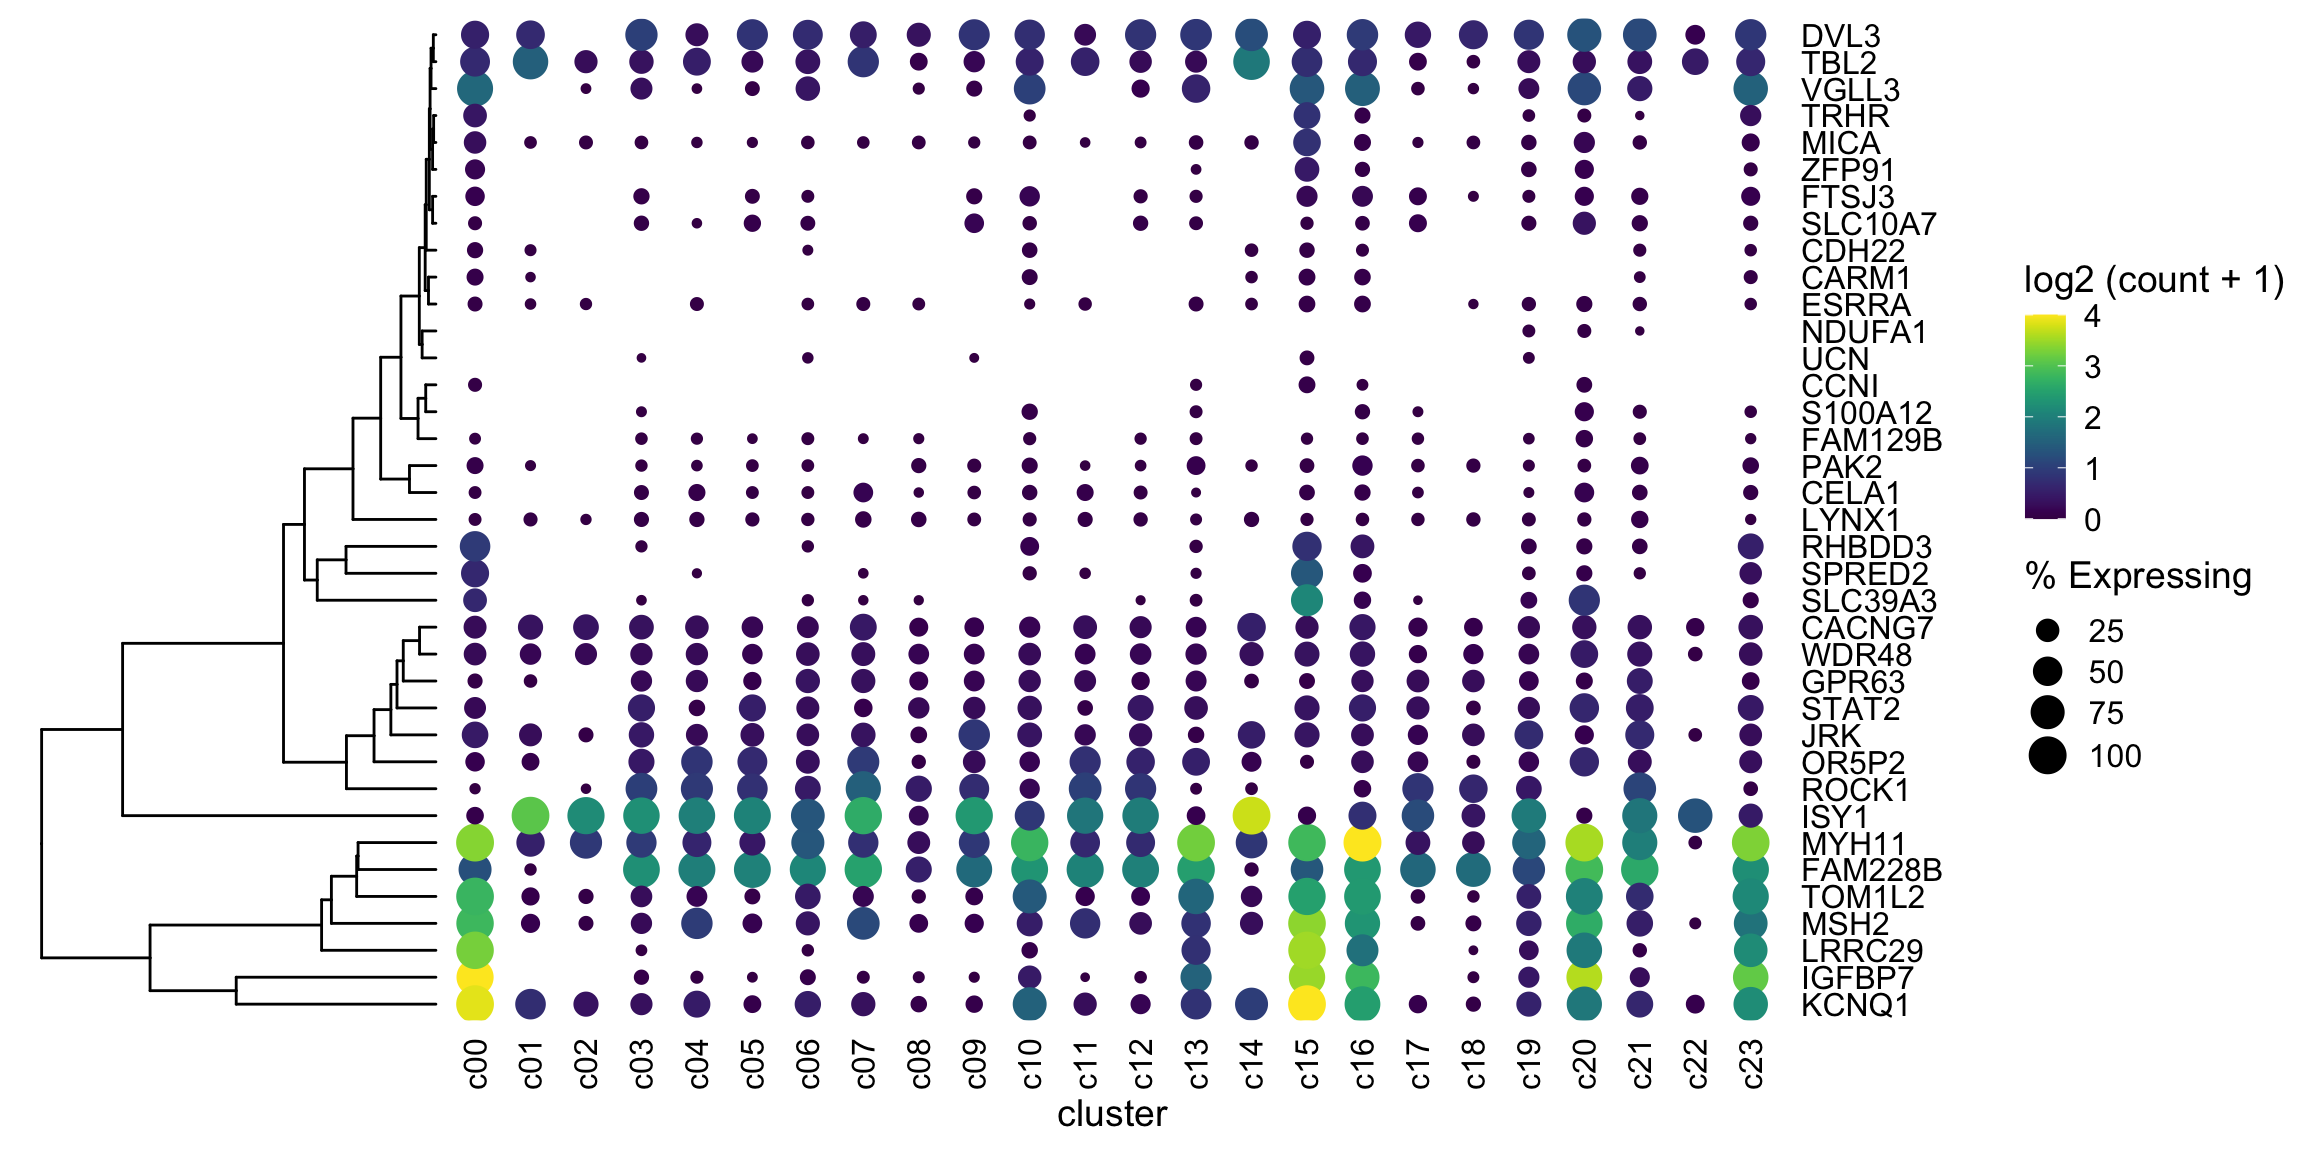 DVL3
TBL2
VGLL3
TRHR
MICA
ZFP91
FTSJ3
SLC10A7
CDH22
CARM1
ESRRA
NDUFA1
UCN
CCNI
S100A12
FAM129B
PAK2
CELA1
LYNX1
RHBDD3
SPRED2
SLC39A3
CACNG7
WDR48
GPR63
STAT2
JRK
OR5P2
ROCK1
ISY1
MYH11
FAM228B
TOM1L2
MSH2
LRRC29
IGFBP7
KCNQ1
c00 c01 c02 c03 c04 c05 c06 c07 c08 c09 c10 c11 c12 c13 c14 c15 c16 c17 c18 c19 c20 c21 c22 c23
cluster
log2 (count + 1)
4
3
2
1
0
% Expressing
25
50
75
100